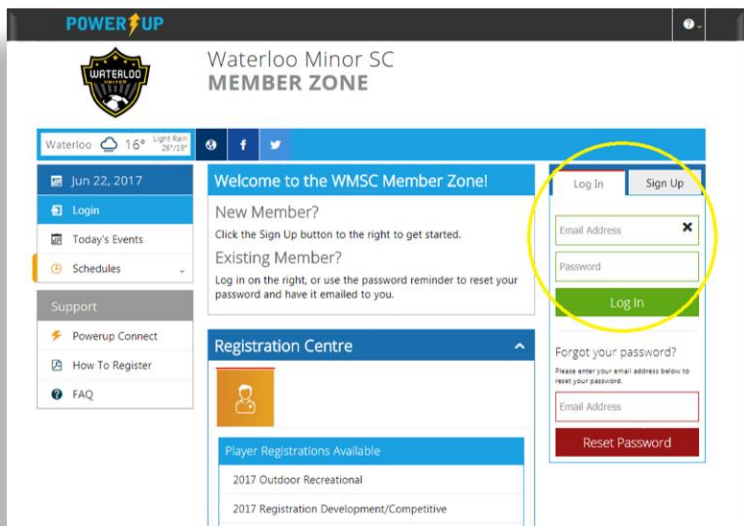 POWER UP
?
WATERLOO
UNITED
Waterloo Minor SC
MEMBER ZONE
Waterloo 16° Light Rain
26°/19°
f
Jun 22, 2017
Login
Today's Events
Schedules
Support
Powerup Connect
How To Register
? FAQ
Welcome to the WMSC Member Zone!
New Member?
Click the Sign Up button to the right to get started.
Existing Member?
Log in on the right, or use the password reminder to reset your
password and have it emailed to you.
Registration Centre
Player Registrations Available
2017 Outdoor Recreational
2017 Registration Development/Competitive
Log In Sign Up
Email Address
Password
Log In
Forgot your password?
Please enter your email address below to
reset your password.
Email Address
Reset Password